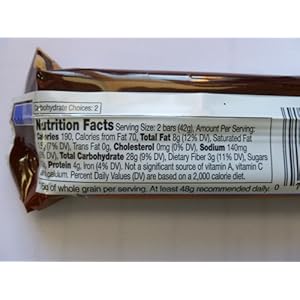 Carbohydrate Choices: 2
Nutrition Facts Serving Size: 2 bars (42g), Amount Per Serving:
Calories 190, Calories from Fat 70, Total Fat 8g (12% DV), Saturated Fat
(7% DV), Trans Fat 0g, Cholesterol 0mg (0% DV), Sodium 140mg
DV), Total Carbohydrate 28g (9% DV), Dietary Fiber 3g (11% DV), Sugars
Protein 4g, Iron (4% DV). Not a significant source of vitamin A, vitamin C
calcium. Percent Daily Values (DV) are based on a 2,000 calorie diet.
of whole grain per serving. At least 48g recommended daily.
0